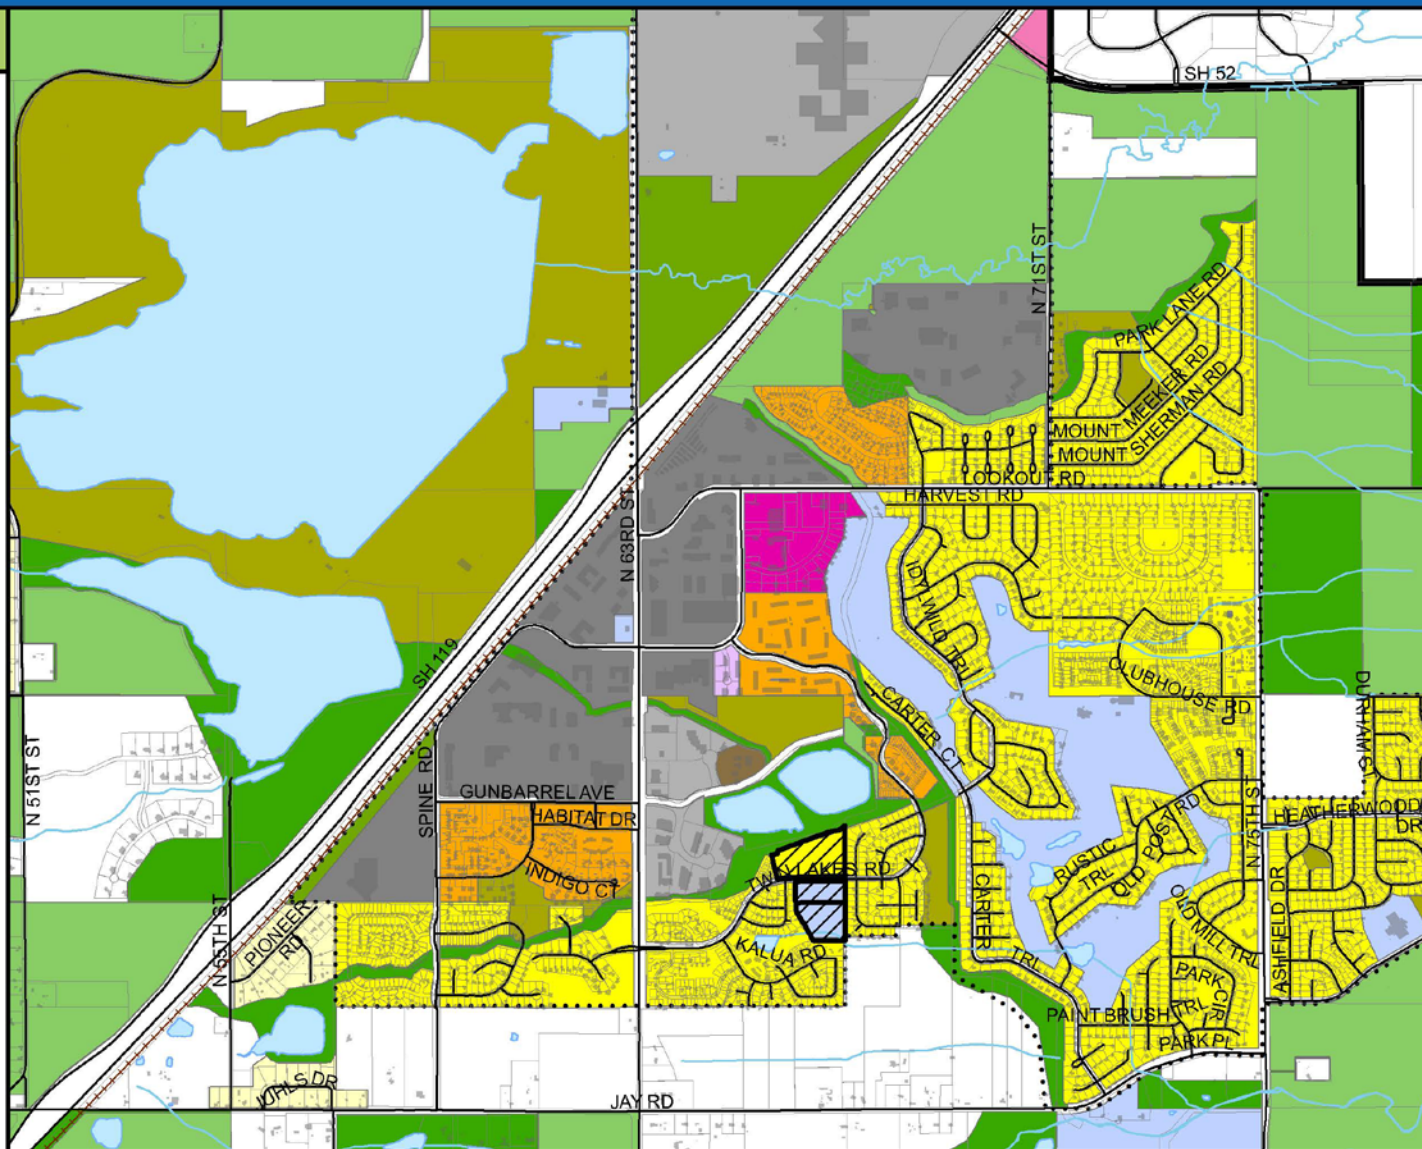 SH 52
N 71ST ST
PARK LANE RD
MOUNT MEEKER RD
MOUNT SHERMAN RD
LOOKOUT RD
HARVEST RD
N 63RD ST
IDYLWILD TRL
SH 119
CLUBHOUSE RD
CARTER CT
N 51ST ST
SPINE RD
GUNBARREL AVE
HABITAT DR
INDIGO CT
TWIN LAKES RD
KALUA RD
RUSTIC
TRL
OLD POST RD
N 75TH ST
HEATHERWOOD
DR
ASHFIELD DR
OLD MILL TRL
CARTER
TRL
PARK
CIR
PAINT BRUSH TRL
PARK PL
N 55TH ST
PIONEER
RD
JAY RD